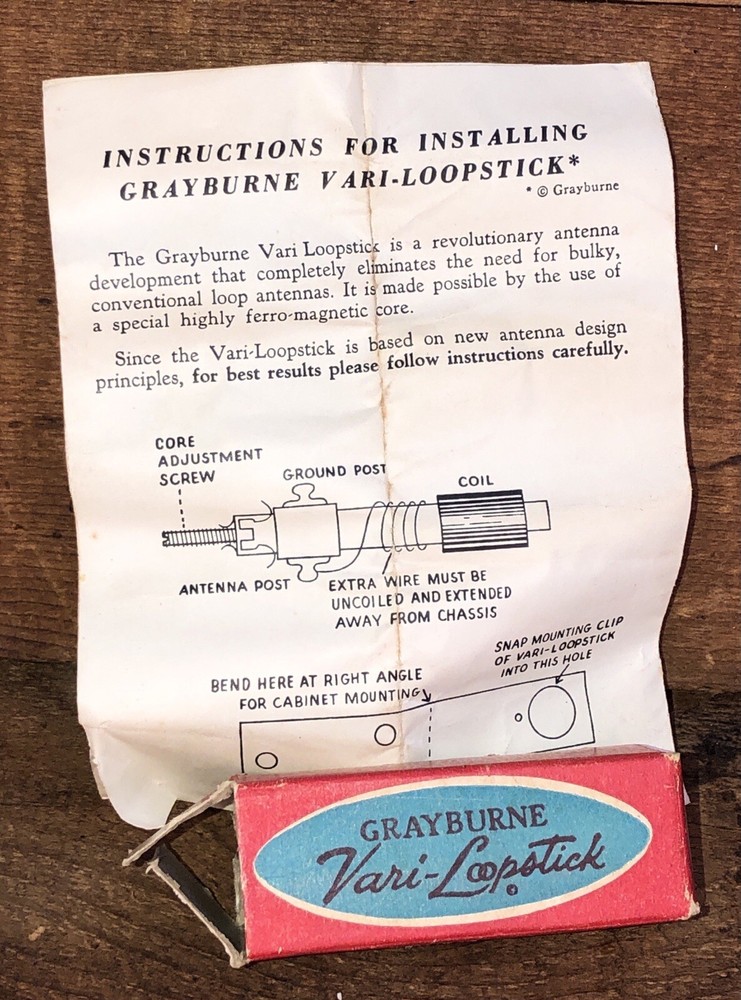 INSTRUCTIONS FOR INSTALLING
GRAYBURNE VARI-LOOPSTICK*
* © Grayburne
The Grayburne Vari Loopstick is a revolutionary antenna
development that completely eliminates the need for bulky,
conventional loop antennas. It is made possible by the use of
a special highly ferro-magnetic core.
Since the Vari-Loopstick is based on new antenna design
principles, for best results please follow instructions carefully.
CORE
ADJUSTMENT
SCREW
GROUND POST
COIL
ANTENNA POST
EXTRA WIRE MUST BE
UNCOILED AND EXTENDED
AWAY FROM CHASSIS
SNAP MOUNTING CLIP
OF VARI-LOOPSTICK
INTO THIS HOLE
BEND HERE AT RIGHT ANGLE
FOR CABINET MOUNTING
GRAYBURNE
Vari-Loopstick